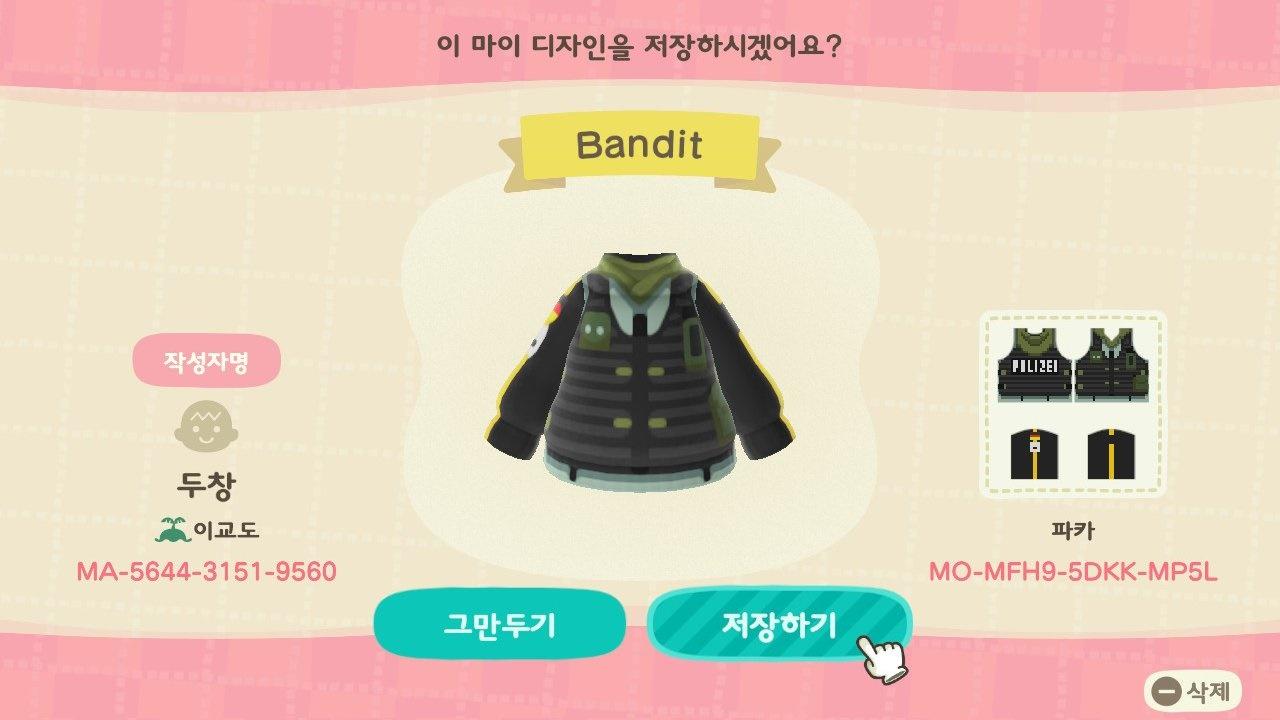 이 마이 디자인을 저장하시겠어요?
Bandit
작성자명
두창
이교도
MA-5644-3151-9560
POLIZEI
파카
MO-MFH9-5DKK-MP5L
그만두기
저장하기
삭제